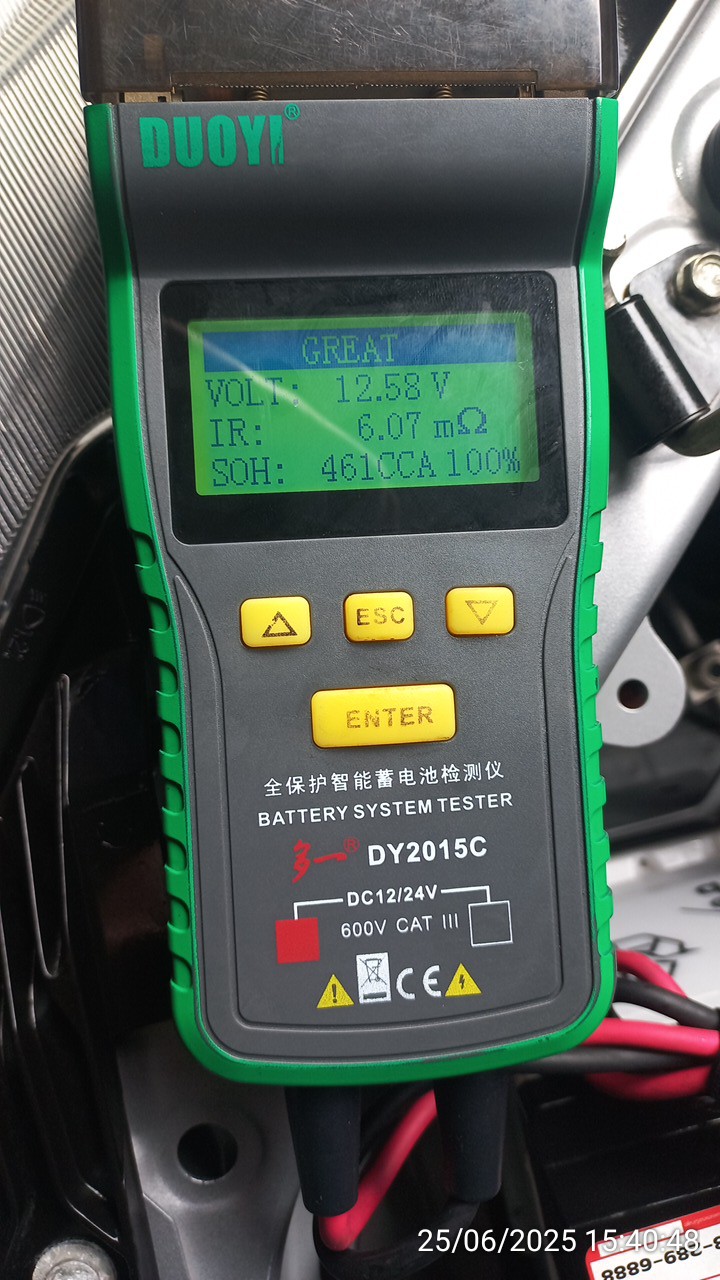 DUOYI®
GREAT
VOLT: 12.58 V
IR: 6.07 mΩ
SOH: 461CCA 100%
ESC
ENTER
全保护智能蓄电池检测仪
BATTERY SYSTEM TESTER
多一® DY2015C
DC12/24V
600V CAT III
CE
25/06/2025 15:40:48